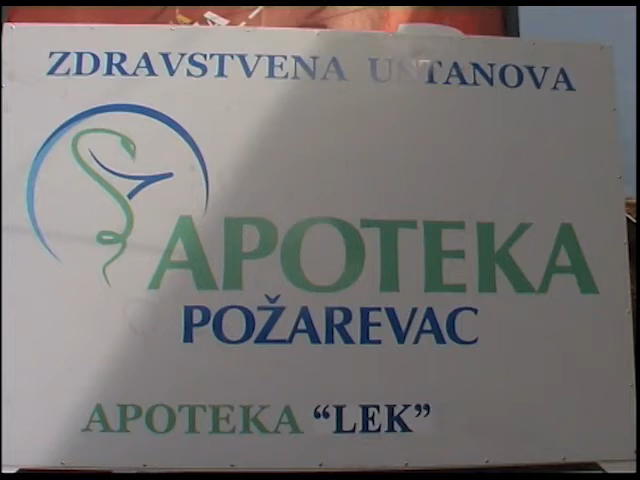 ZDRAVSTVENA USTANOVA
APOTEKA
POŽAREVAC
APOTEKA “LEK”